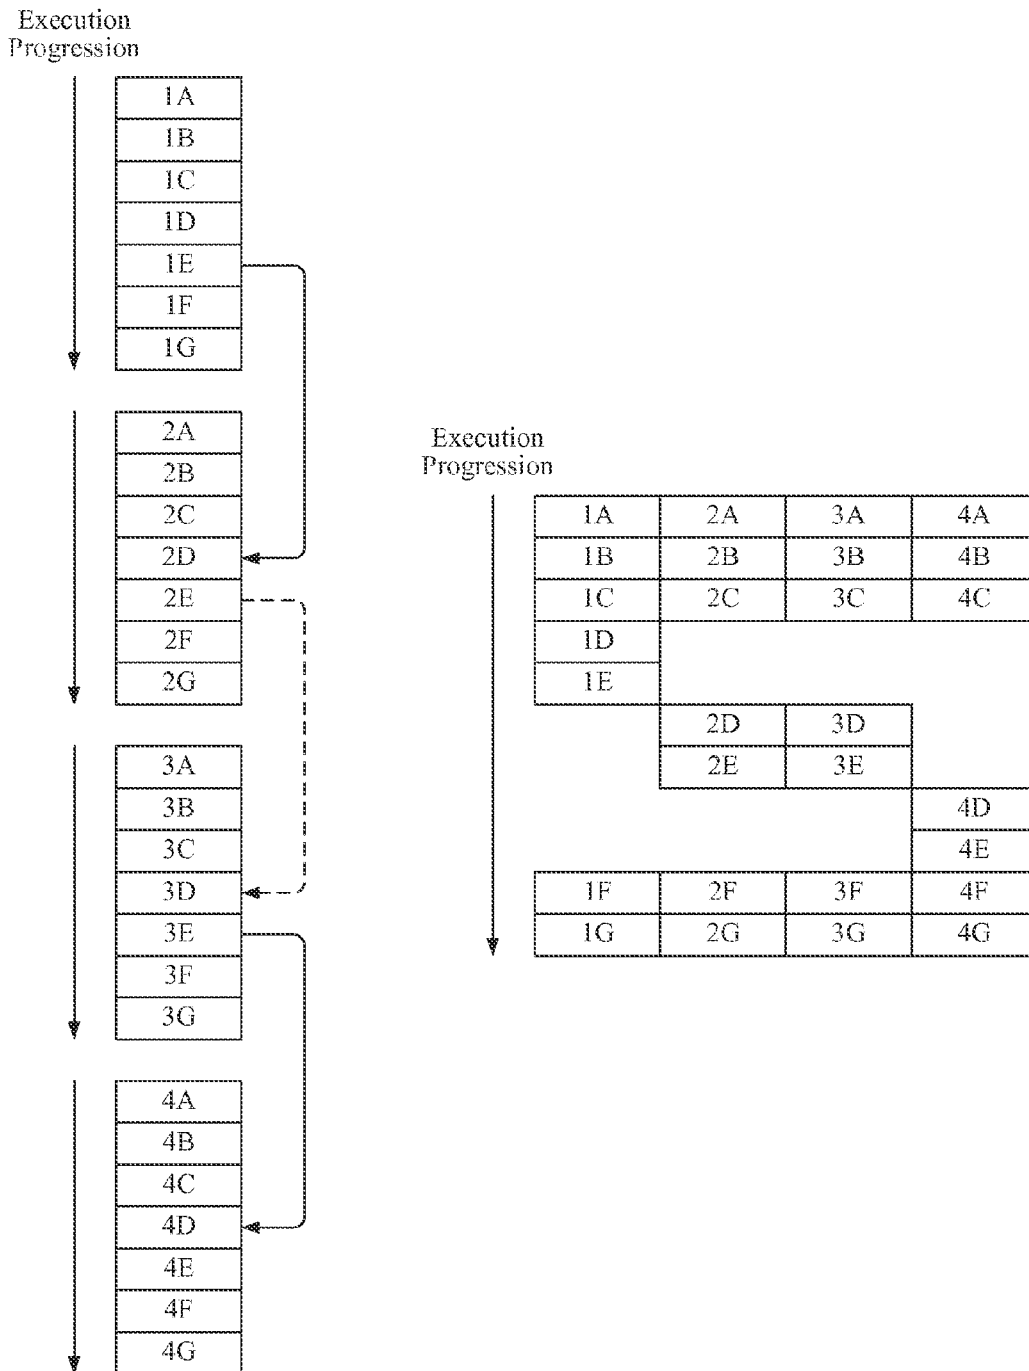 Execution
Progression
1A
1B
1C
1D
1E
1F
1G
2A
2B
2C
2D
2E
2F
2G
3A
3B
3C
3D
3E
3F
3G
4A
4B
4C
4D
4E
4F
4G
Execution
Progression
1A 2A 3A 4A
1B 2B 3B 4B
1C 2C 3C 4C
1D
1E
2D 3D
2E 3E
4D
4E
1F 2F 3F 4F
1G 2G 3G 4G